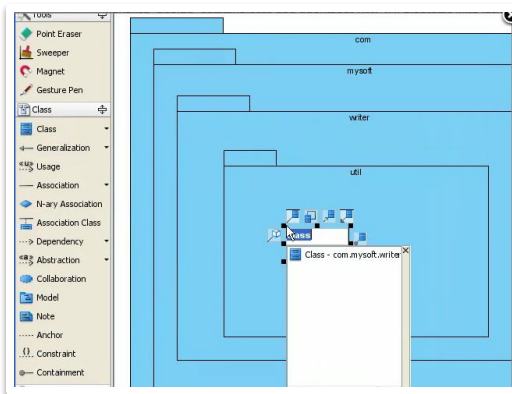 Tools
Point Eraser
Sweeper
Magnet
Gesture Pen
Class
Class
Generalization
Usage
Association
N-ary Association
Association Class
Dependency
Abstraction
Collaboration
Model
Note
Anchor
Constraint
Containment
com
mysoft
writer
util
Class
Class - com.mysoft.writer